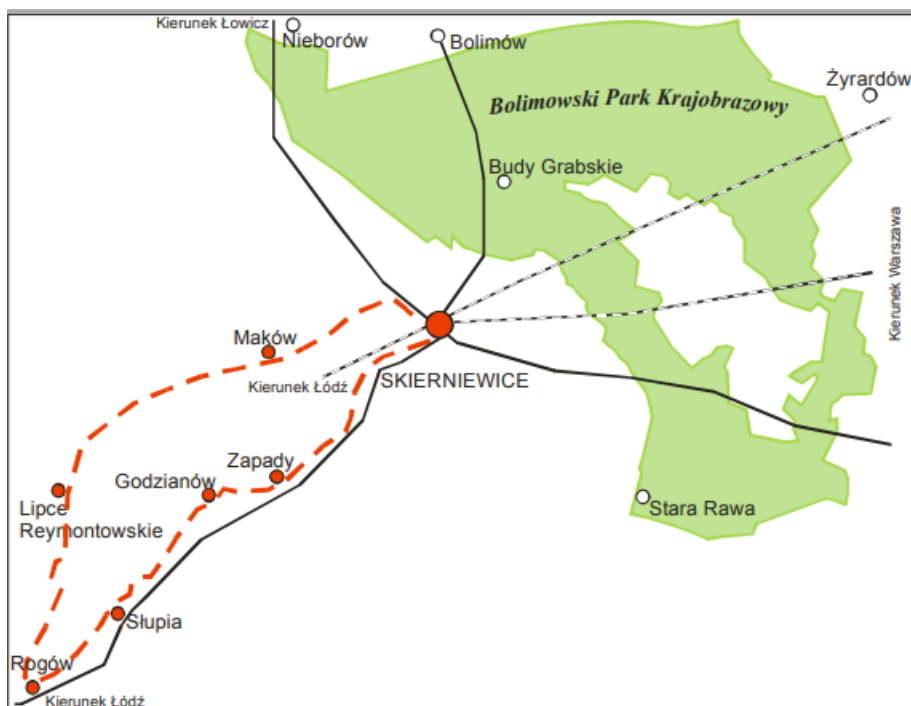 Kierunek Łowicz
Nieborów
Bolimów
Żyrardów
Bolimowski Park Krajobrazowy
Budy Grabskie
Kierunek Warszawa
Maków
Kierunek Łódź
SKIERNIEWICE
Zapady
Godzianów
Lipce
Reymontowskie
Stara Rawa
Słupia
Rogów
Kierunek Łódź